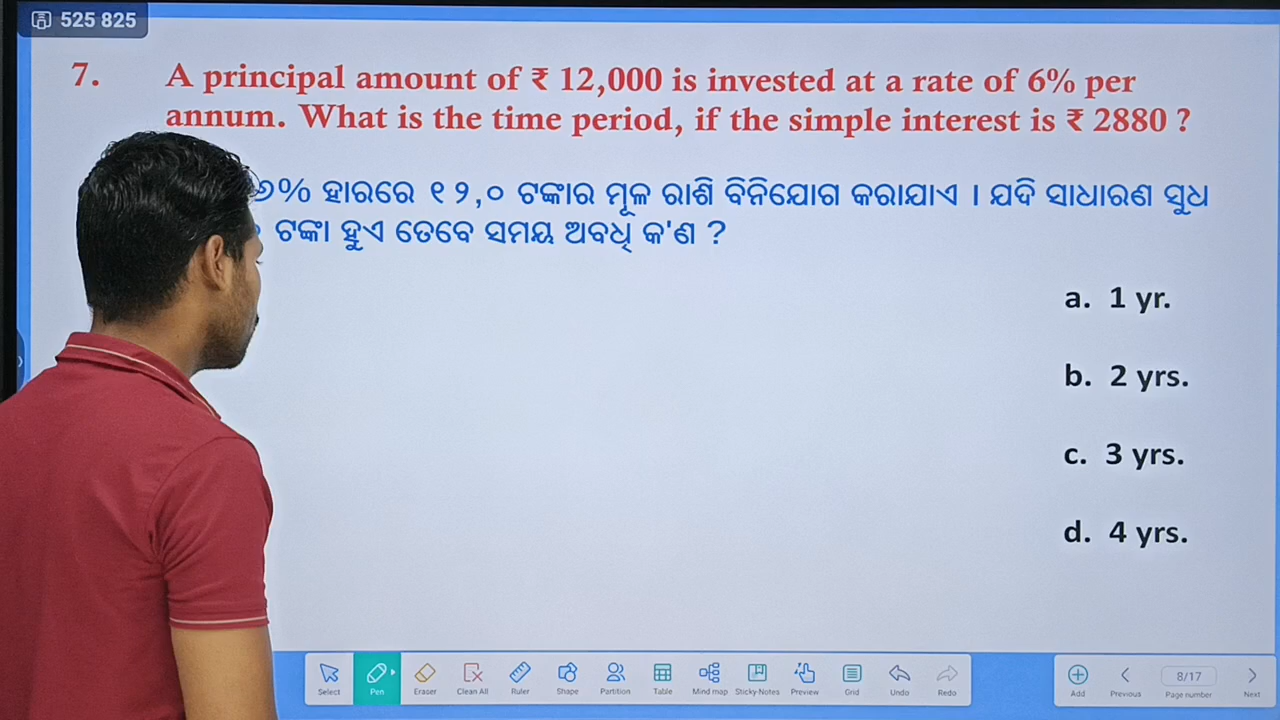 525 825
7. A principal amount of ₹ 12,000 is invested at a rate of 6% per
annum. What is the time period, if the simple interest is ₹ 2880 ?
୬% ହାରରେ ୧୨,୦ ଟଙ୍କାର ମୂଳ ରାଶି ବିନିଯୋଗ କରାଯାଏ । ଯଦି ସାଧାରଣ ସୁଧ
ଟଙ୍କା ହୁଏ ତେବେ ସମୟ ଅବଧି କ'ଣ ?
a. 1 yr.
b. 2 yrs.
c. 3 yrs.
d. 4 yrs.
Select Pen Eraser Clean All Ruler Shape Partition Table Mind map Sticky-Notes Preview Grid Undo Redo
8/17
Add Previous Page number Next